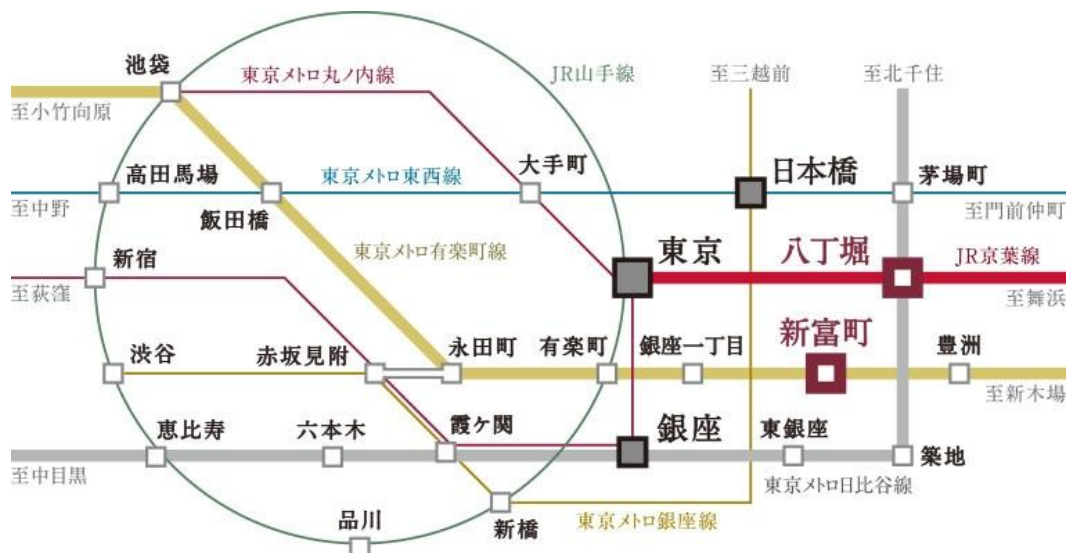 池袋
東京メトロ丸ノ内線
JR山手線
至三越前
至北千住
至小竹向原
高田馬場
東京メトロ東西線
大手町
日本橋
茅場町
至中野
飯田橋
至門前仲町
新宿
東京メトロ有楽町線
東京
八丁堀
JR京葉線
至荻窪
至舞浜
渋谷
赤坂見附
永田町
有楽町
銀座一丁目
新富町
豊洲
至新木場
恵比寿
六本木
霞ケ関
銀座
東銀座
築地
至中目黒
東京メトロ日比谷線
品川
新橋
東京メトロ銀座線